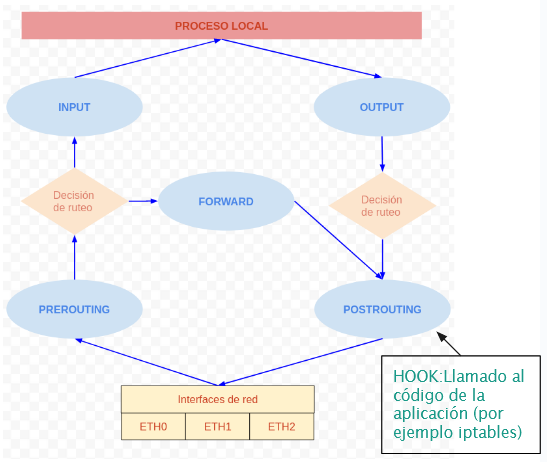 PROCESO LOCAL
INPUT
OUTPUT
Decisión
de ruteo
FORWARD
Decisión
de ruteo
PREROUTING
POSTROUTING
Interfaces de red
ETH0
ETH1
ETH2
HOOK:Llamado al
código de la
aplicación (por
ejemplo iptables)